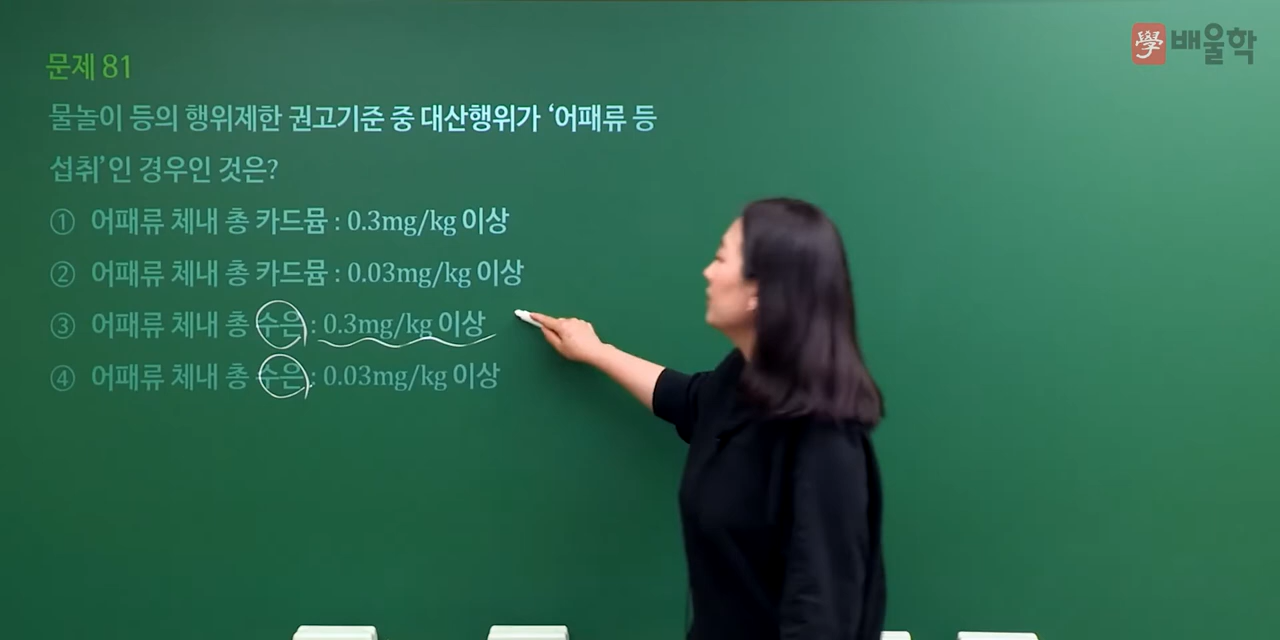 學 배울학
문제 81
물놀이 등의 행위제한 권고기준 중 대산행위가 ‘어패류 등
섭취’인 경우인 것은?
① 어패류 체내 총 카드뮴 : 0.3mg/kg 이상
② 어패류 체내 총 카드뮴 : 0.03mg/kg 이상
③ 어패류 체내 총 수은 : 0.3mg/kg 이상
④ 어패류 체내 총 수은 : 0.03mg/kg 이상